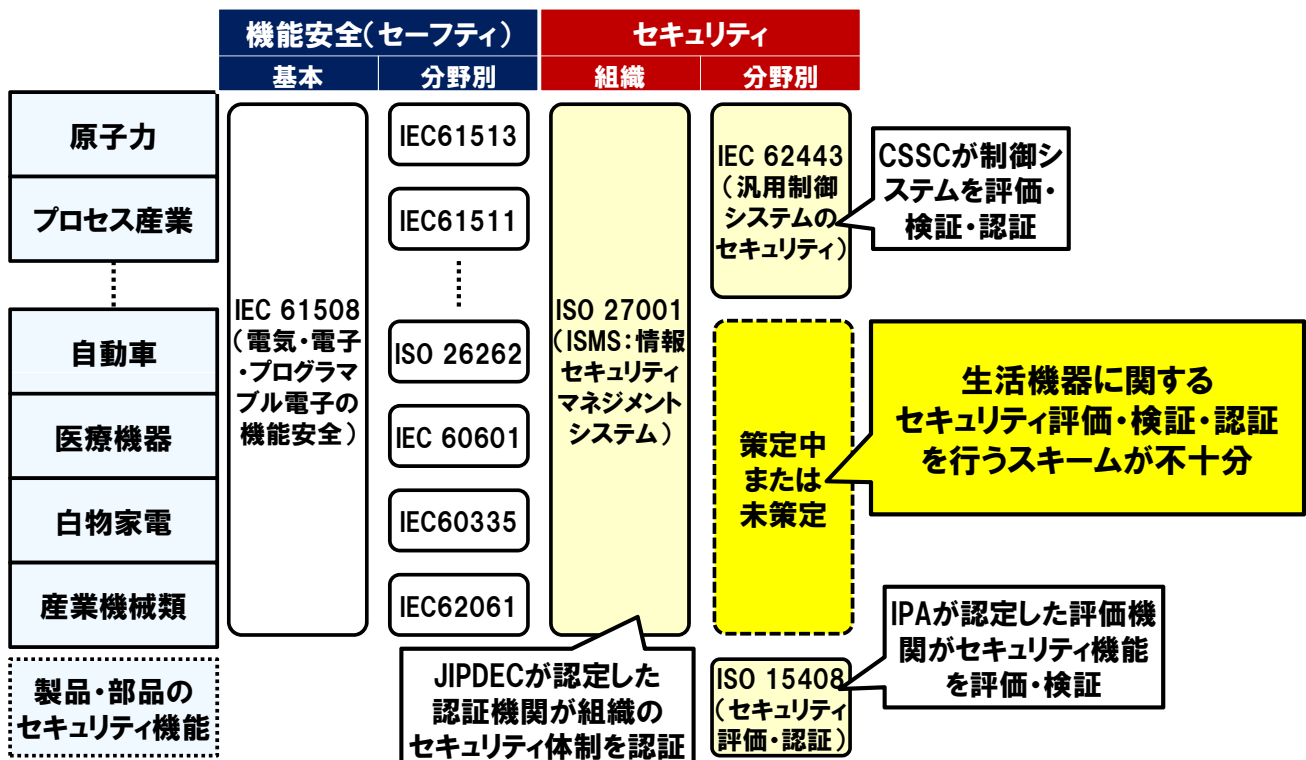 機能安全(セーフティ)
セキュリティ
基本
分野別
組織
分野別
原子力
プロセス産業
自動車
医療機器
白物家電
産業機械類
製品・部品の
セキュリティ機能
IEC 61508
(電気・電子
・プログラマ
ブル電子の
機能安全)
IEC61513
IEC61511
ISO 26262
IEC 60601
IEC60335
IEC62061
ISO 27001
(ISMS:情報
セキュリティ
マネジメント
システム)
JIPDECが認定した
認証機関が組織の
セキュリティ体制を認証
IEC 62443
(汎用制御
システムの
セキュリティ)
CSSCが制御シ
ステムを評価・
検証・認証
策定中
または
未策定
生活機器に関する
セキュリティ評価・検証・認証
を行うスキームが不十分
ISO 15408
(セキュリティ
評価・認証)
IPAが認定した評価機
関がセキュリティ機能
を評価・検証